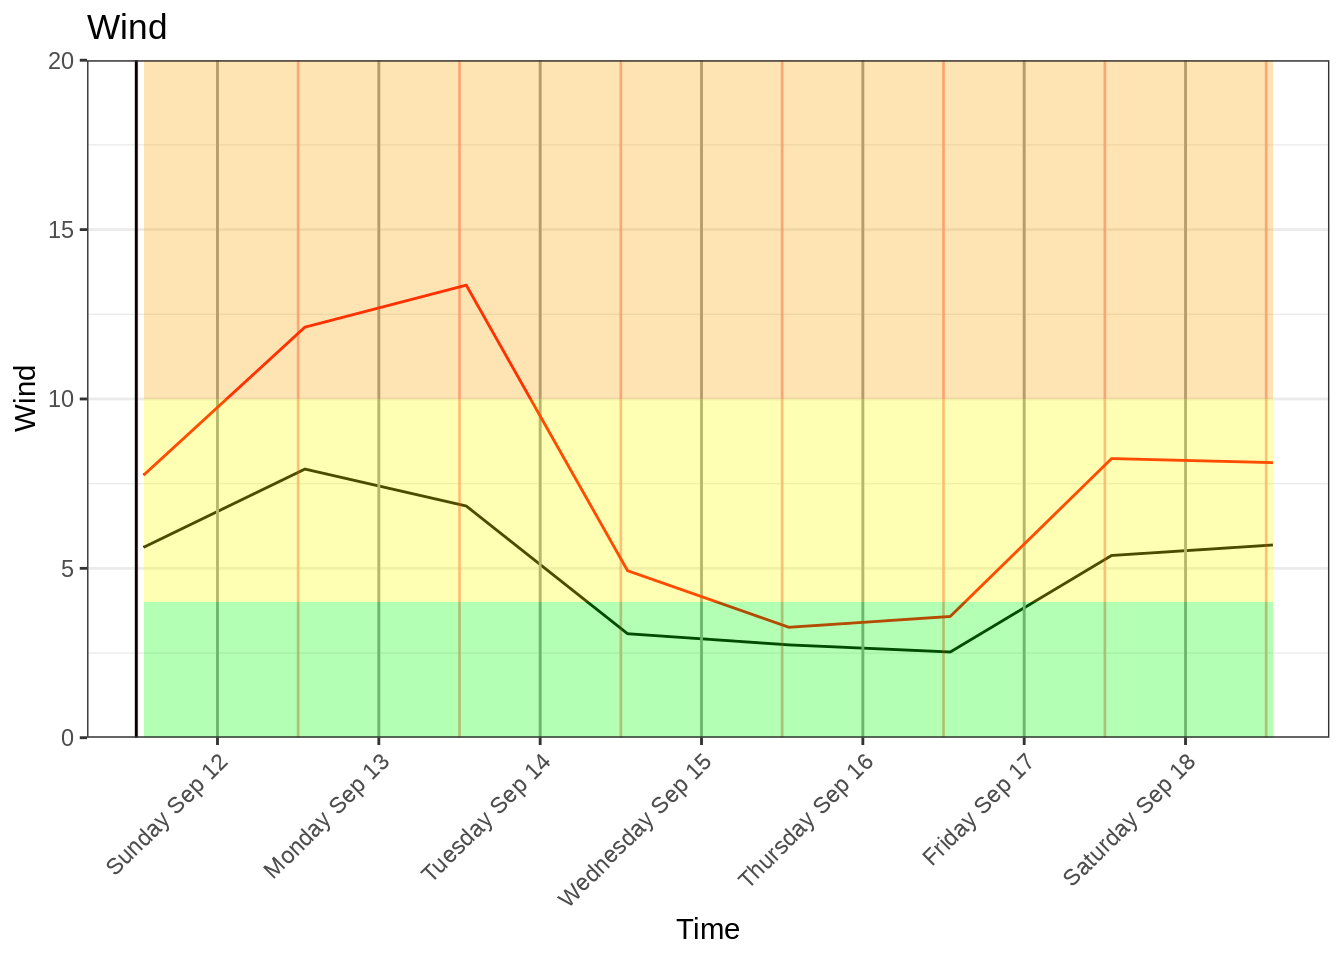 Wind
20
15
10
5
0
Wind
Sunday Sep 12
Monday Sep 13
Tuesday Sep 14
Wednesday Sep 15
Thursday Sep 16
Friday Sep 17
Saturday Sep 18
Time